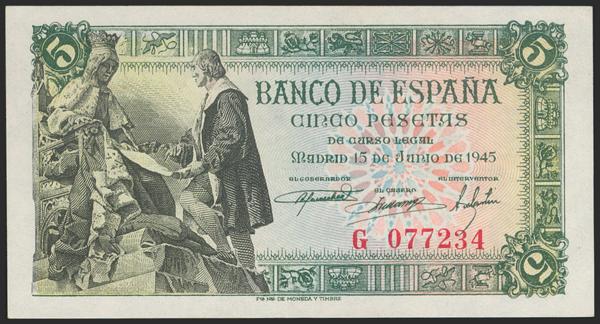 5
5
BANCO DE ESPAÑA
CINCO PESETAS
DE CURSO LEGAL
MADRID 15 DE JUNIO DE 1945
EL GOBERNADOR
EL INTERVENTOR
EL CAJERO
G 077234
5
FÁB. NAL. DE MONEDA Y TIMBRE